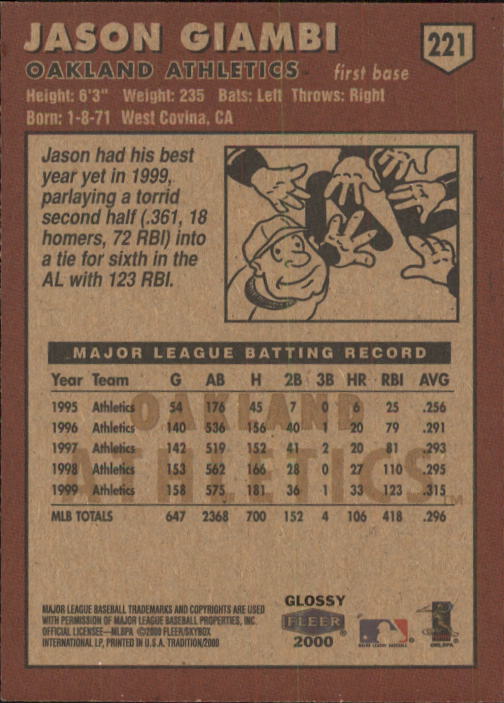 JASON GIAMBI
221
OAKLAND ATHLETICS first base
Height: 6'3" Weight: 235 Bats: Left Throws: Right
Born: 1-8-71 West Covina, CA
Jason had his best
year yet in 1999,
parlaying a torrid
second half (.361, 18
homers, 72 RBI) into
a tie for sixth in the
AL with 123 RBI.
MAJOR LEAGUE BATTING RECORD
Year Team G AB H 2B 3B HR RBI AVG
1995 Athletics 54 176 45 7 0 6 25 .256
1996 Athletics 140 536 156 40 1 20 79 .291
1997 Athletics 142 519 152 41 2 20 81 .293
1998 Athletics 153 562 166 28 0 27 110 .295
1999 Athletics 158 575 181 36 1 33 123 .315
MLB TOTALS 647 2368 700 152 4 106 418 .296
OAKLAND
ATHLETICS
TM
MAJOR LEAGUE BASEBALL TRADEMARKS AND COPYRIGHTS ARE USED
WITH PERMISSION OF MAJOR LEAGUE BASEBALL PROPERTIES, INC.
OFFICIAL LICENSEE—MLBPA ©2000 FLEER/SKYBOX
INTERNATIONAL LP, PRINTED IN U.S.A. TRADITION/2000
GLOSSY
FLEER
2000
MAJOR LEAGUE BASEBALL
©MLBPA